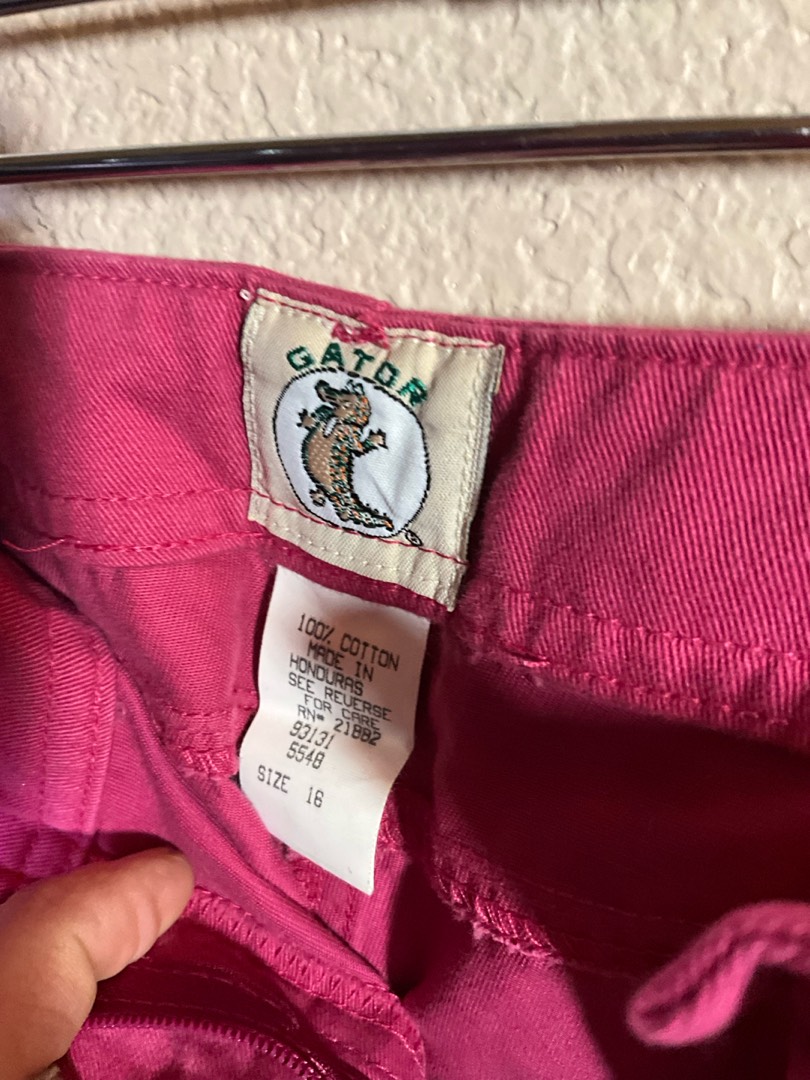 GATOR
100% COTTON
MADE IN
HONDURAS
SEE REVERSE
FOR CARE
RN# 21882
93131
5548
SIZE 16